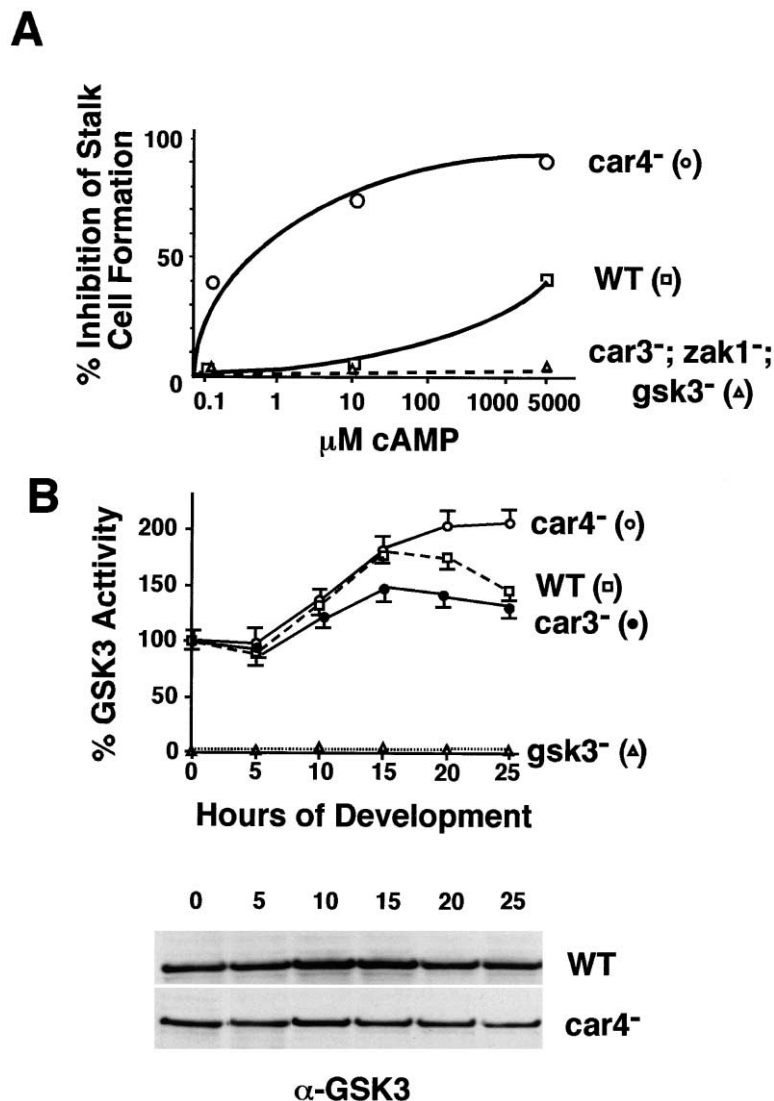 A
% Inhibition of Stalk
Cell Formation
100
50
0
0.1 1 10 100 1000 5000
µM cAMP
car4⁻ (○)
WT (□)
car3⁻; zak1⁻;
gsk3⁻ (△)
B
% GSK3 Acttivity
200
150
100
50
0
0 5 10 15 20 25
Hours of Development
car4⁻ (○)
WT (□)
car3⁻ (●)
gsk3⁻ (△)
0 5 10 15 20 25
WT
car4⁻
α-GSK3